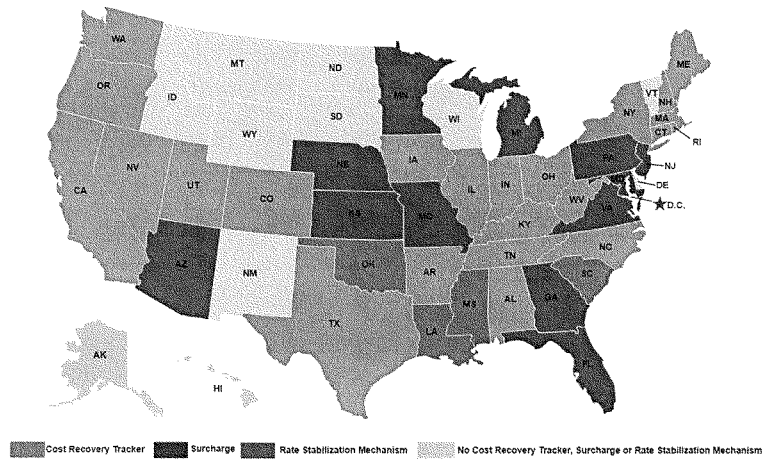 WA
ME
MT
ND
OR
MN
VT
NH
ID
NY
MA
SD
WI
MI
CT
WY
RI
IA
PA
NE
NJ
NV
OH
IL
IN
DE
UT
WV
CA
CO
VA
D.C.
KS
MO
KY
NC
TN
AZ
OK
AR
SC
NM
MS
AL
GA
TX
LA
FL
AK
HI
Cost Recovery Tracker Surcharge Rate Stabilization Mechanism No Cost Recovery Tracker, Surcharge or Rate Stabilization Mechanism